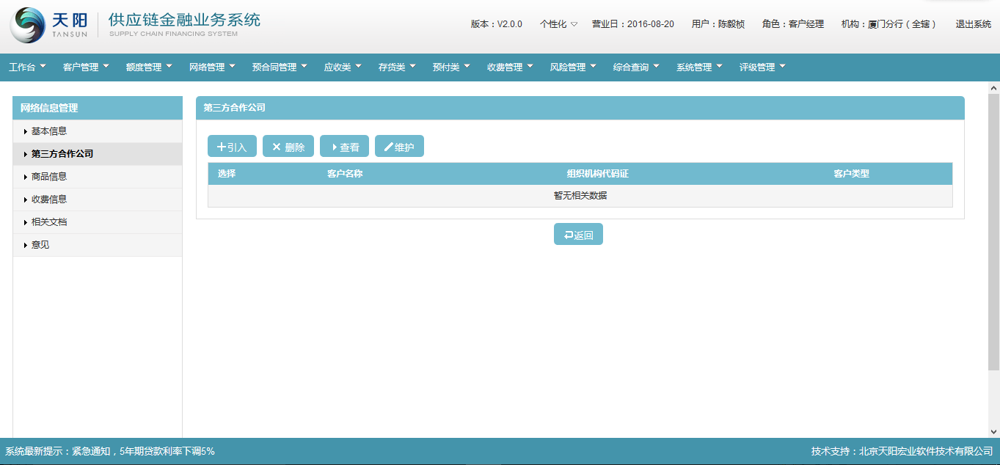 天阳
TANSUN
供应链金融业务系统
SUPPLY CHAIN FINANCING SYSTEM
版本：V2.0.0 个性化 营业日：2016-08-20 用户：陈毅桢 角色：客户经理 机构：厦门分行（全辖） 退出系统
工作台 客户管理 额度管理 网络管理 预合同管理 应收类 存货类 预付类 收费管理 风险管理 综合查询 系统管理 评级管理
网络信息管理
基本信息
第三方合作公司
商品信息
收费信息
相关文档
意见
第三方合作公司
引入 删除 查看 维护
选择 客户名称 组织机构代码证 客户类型
暂无相关数据
返回
系统最新提示：紧急通知，5年期贷款利率下调5%
技术支持：北京天阳宏业软件技术有限公司